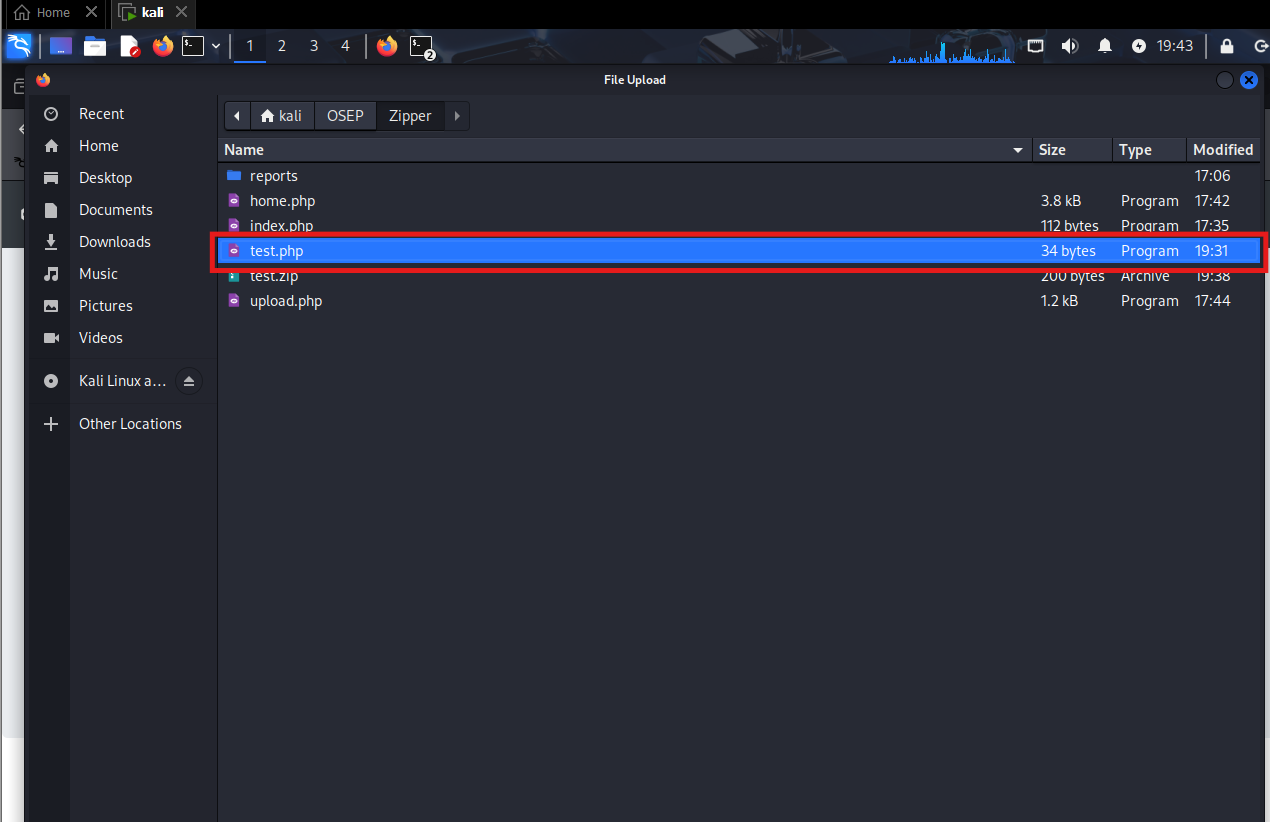 Home kali
1 2 3 4 2 19:43
File Upload
Recent
Home
Desktop
Documents
Downloads
Music
Pictures
Videos
Kali Linux a...
Other Locations
kali OSEP Zipper
Name Size Type Modified
reports 17:06
home.php 3.8 kB Program 17:42
index.php 112 bytes Program 17:35
test.php 34 bytes Program 19:31
test.zip 200 bytes Archive 19:38
upload.php 1.2 kB Program 17:44